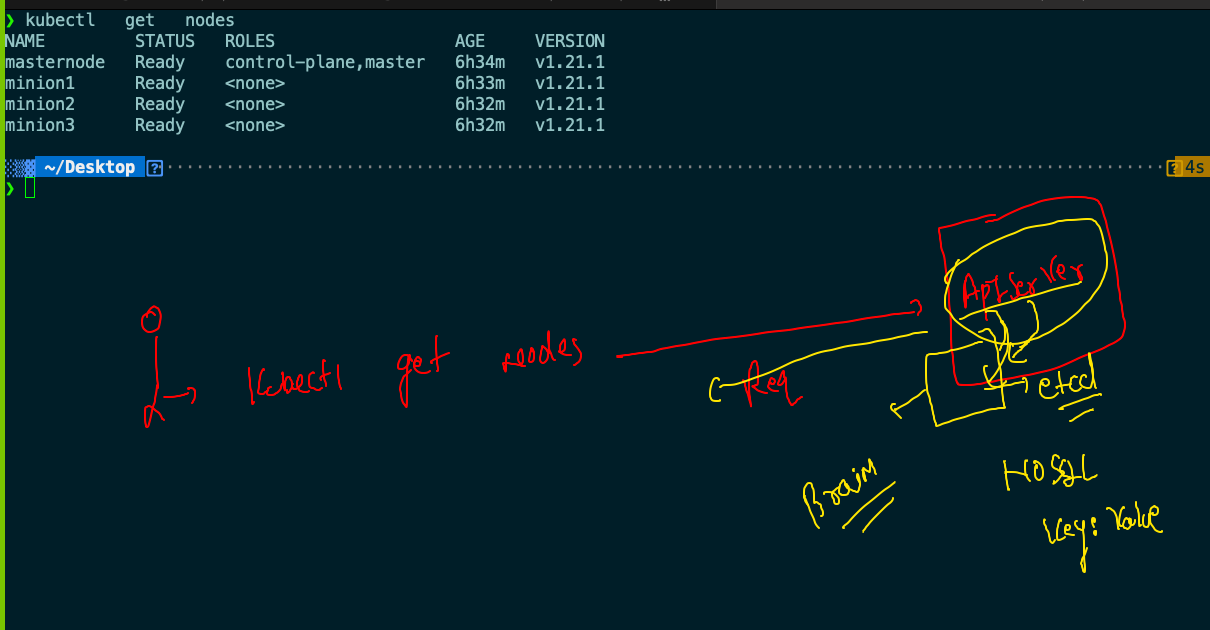 ❯ kubectl get nodes
NAME STATUS ROLES AGE VERSION
masternode Ready control-plane,master 6h34m v1.21.1
minion1 Ready <none> 6h33m v1.21.1
minion2 Ready <none> 6h32m v1.21.1
minion3 Ready <none> 6h32m v1.21.1
~/Desktop ? ? 4s
❯
ApiServer
kubectl get nodes
Req
etcd
Brain
NOSQL
Key: Value